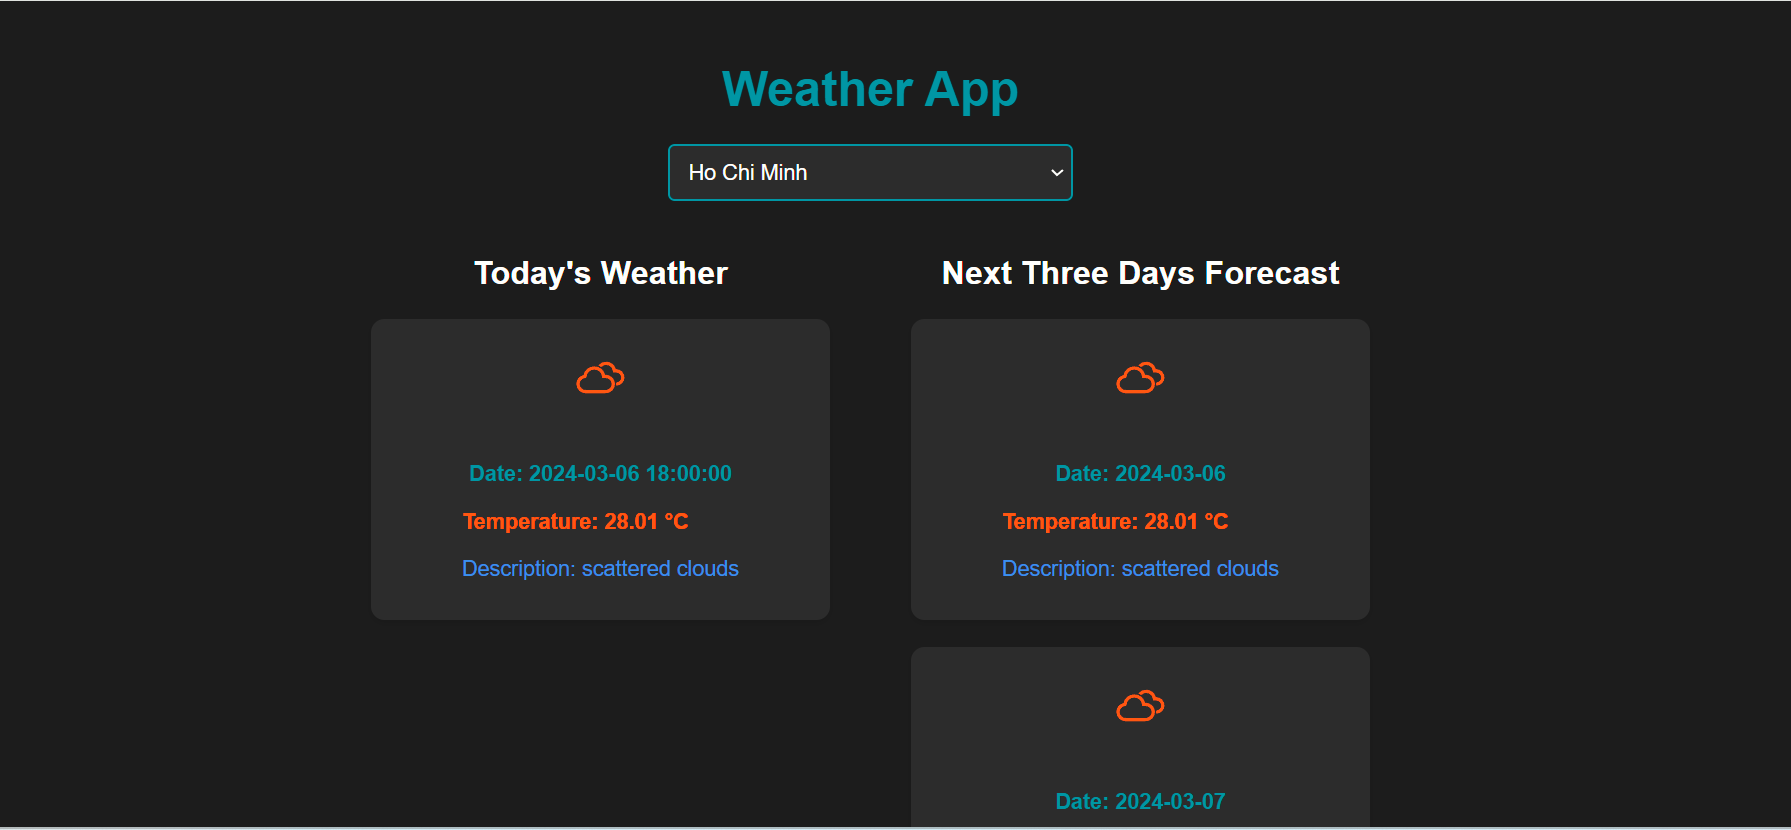 Weather App
Ho Chi Minh
Today's Weather
Date: 2024-03-06 18:00:00
Temperature: 28.01 °C
Description: scattered clouds
Next Three Days Forecast
Date: 2024-03-06
Temperature: 28.01 °C
Description: scattered clouds
Date: 2024-03-07